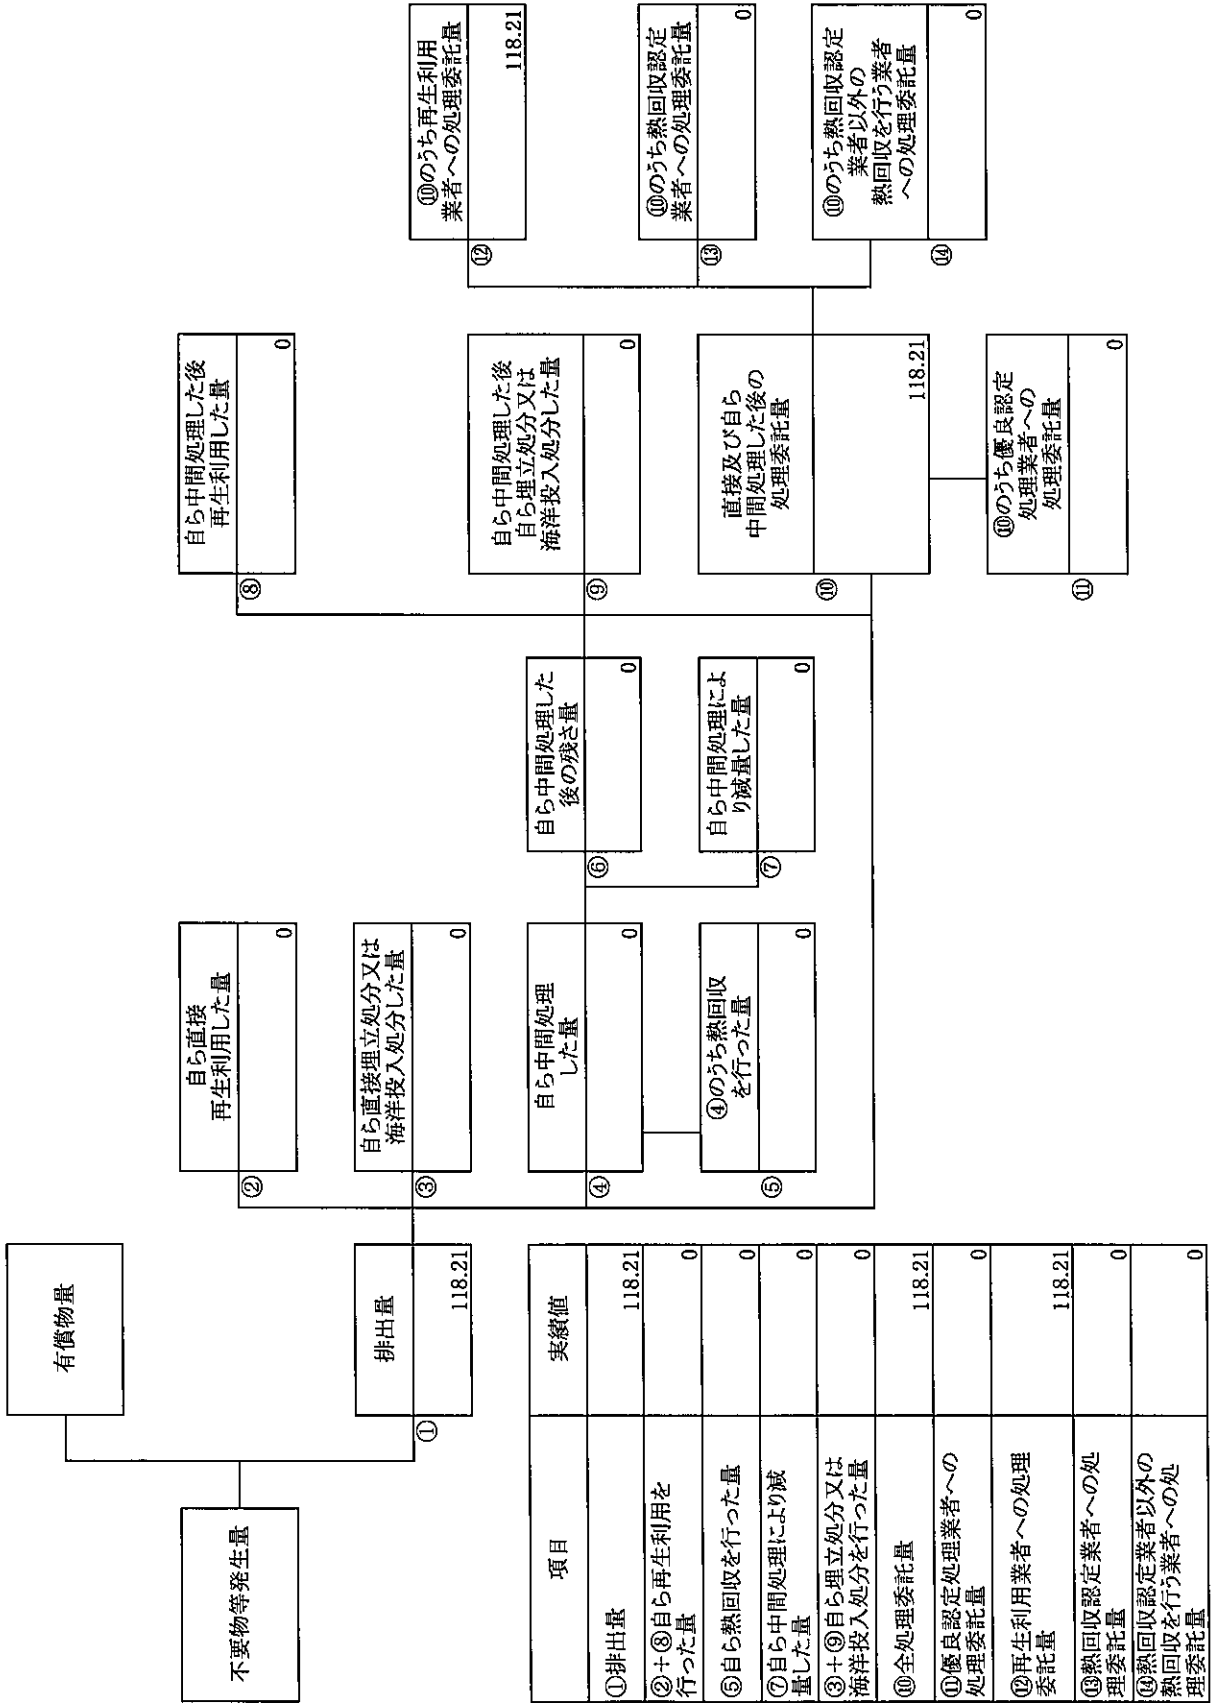 不要物等発生量
有償物量
①
排出量
118.21
②
自ら直接
再生利用した量
0
③
自ら直接埋立処分又は
海洋投入処分した量
0
④
自ら中間処理
した量
0
⑤
④のうち熱回収
を行った量
0
⑥
自ら中間処理した
後の残さ量
0
⑦
自ら中間処理によ
り減量した量
0
⑧
自ら中間処理した後
再生利用した量
0
⑨
自ら中間処理した後
自ら埋立処分又は
海洋投入処分した量
0
⑩
直接及び自ら
中間処理した後の
処理委託量
118.21
⑪
⑩のうち優良認定
処理業者への
処理委託量
0
⑫
⑩のうち再生利用
業者への処理委託量
118.21
⑬
⑩のうち熱回収認定
業者への処理委託量
0
⑭
⑩のうち熱回収認定
業者以外の
熱回収を行う業者
への処理委託量
0
項目 実績値
①排出量 118.21
②+⑧自ら再生利用を
行った量 0
⑤自ら熱回収を行った量 0
⑦自ら中間処理により減
量した量 0
③+⑨自ら埋立処分又は
海洋投入処分を行った量 0
⑩全処理委託量 118.21
⑪優良認定処理業者への
処理委託量 0
⑫再生利用業者への処理
委託量 118.21
⑬熱回収認定業者への処
理委託量 0
⑭熱回収認定業者以外の
熱回収を行う業者への処
理委託量 0